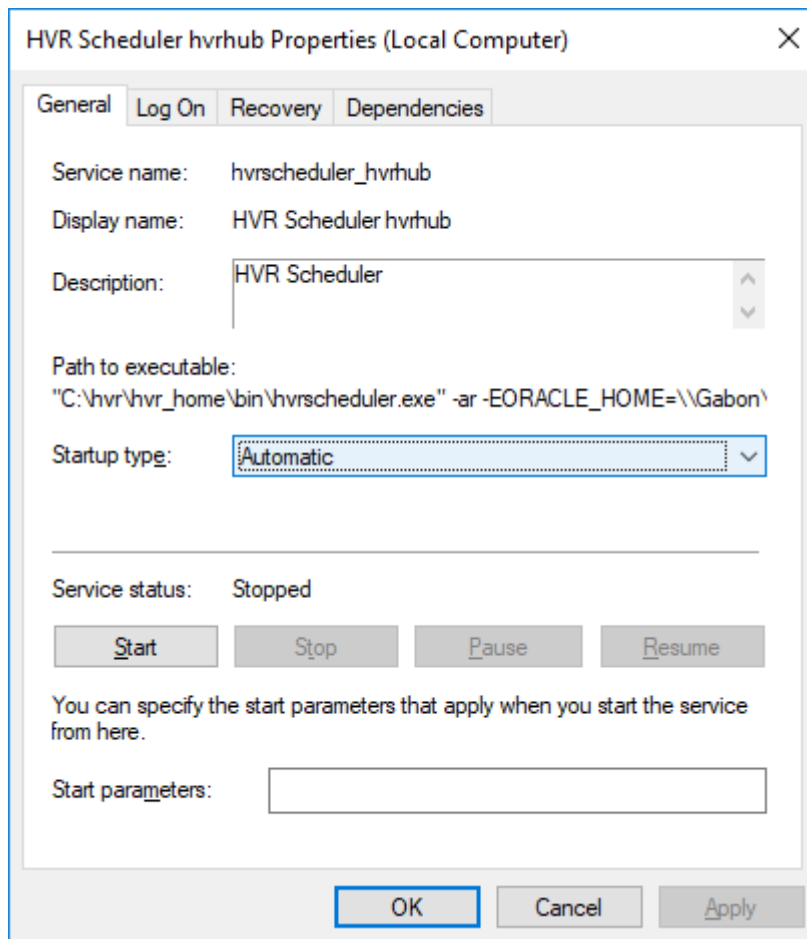 HVR Scheduler hvrhub Properties (Local Computer)
General Log On Recovery Dependencies
Service name: hvrscheduler_hvrhub
Display name: HVR Scheduler hvrhub
Description: HVR Scheduler
Path to executable:
"C:\hvr\hvr_home\bin\hvrscheduler.exe" -ar -EORACLE_HOME=\\Gabon\
Startup type: Automatic
Service status: Stopped
Start Stop Pause Resume
You can specify the start parameters that apply when you start the service
from here.
Start parameters:
OK Cancel Apply